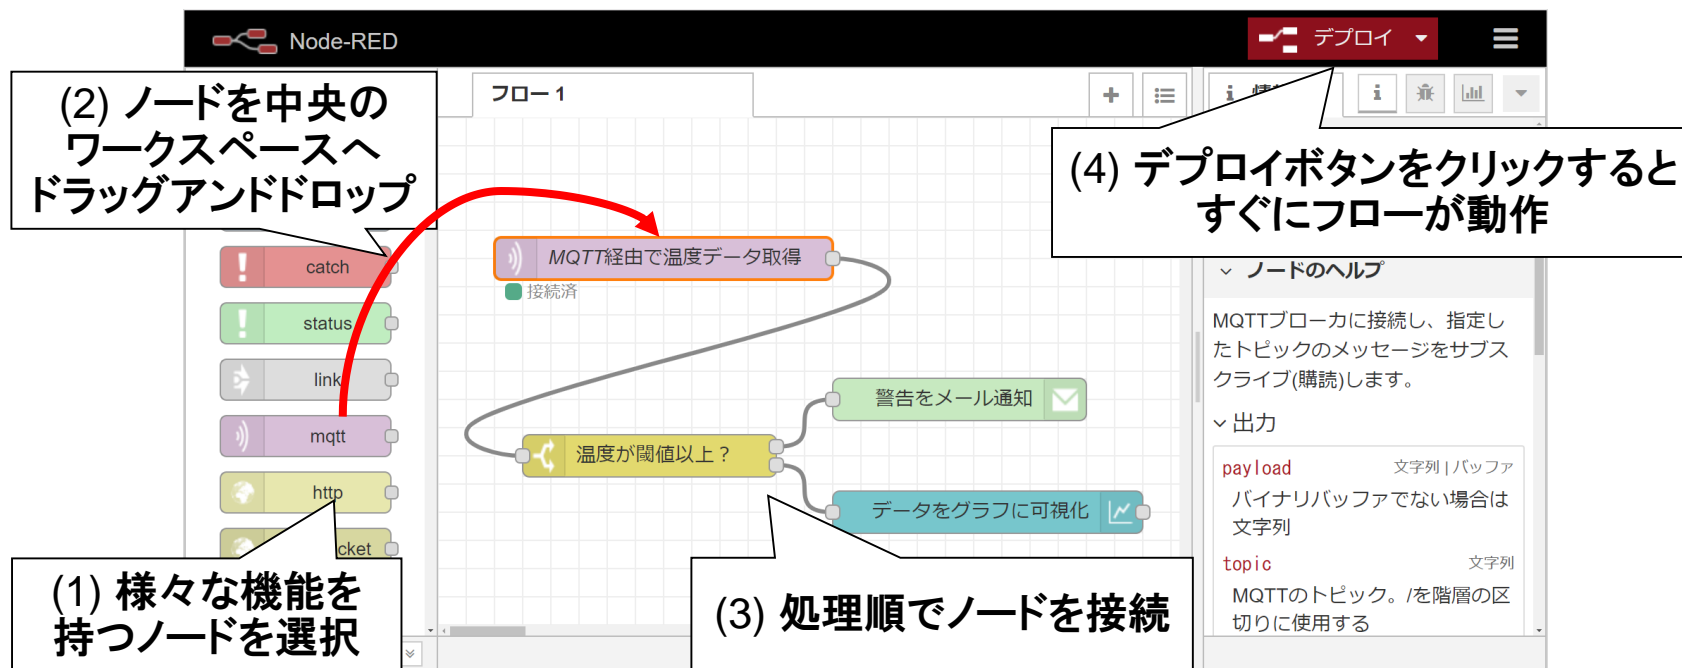 Node-RED
デプロイ
(2) ノードを中央の
ワークスペースへ
ドラッグアンドドロップ
フロー 1
(4) デプロイボタンをクリックすると
すぐにフローが動作
catch
status
link
mqtt
http
cket
MQTT経由で温度データ取得
接続済
温度が閾値以上？
警告をメール通知
データをグラフに可視化
ノードのヘルプ
MQTTブローカに接続し、指定し
たトピックのメッセージをサブス
クライブ(購読)します。
出力
payload 文字列 | バッファ
バイナリバッファでない場合は
文字列
topic 文字列
MQTTのトピック。/を階層の区
切りに使用する
(1) 様々な機能を
持つノードを選択
(3) 処理順でノードを接続